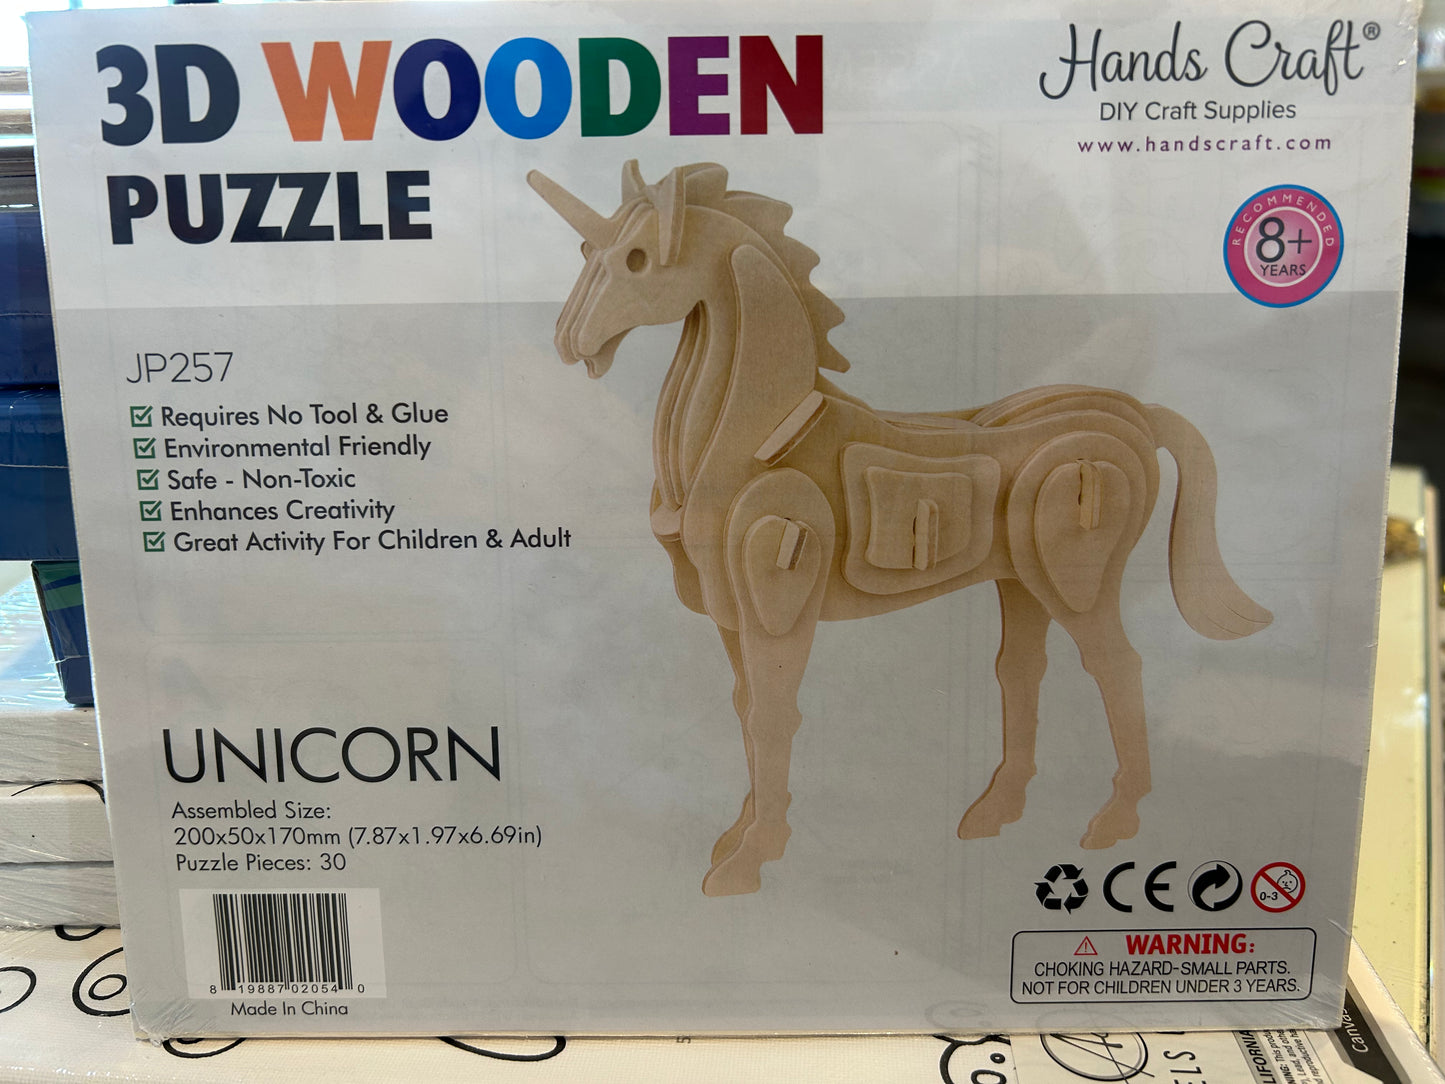 3D WOODEN
PUZZLE
Hands Craft®
DIY Craft Supplies
www.handscraft.com
RECOMMENDED
8+
YEARS
JP257
Requires No Tool & Glue
Environmental Friendly
Safe - Non-Toxic
Enhances Creativity
Great Activity For Children & Adult
UNICORN
Assembled Size:
200x50x170mm (7.87x1.97x6.69in)
Puzzle Pieces: 30
8 19887 02054 0
Made In China
CE
0-3
WARNING:
CHOKING HAZARD-SMALL PARTS.
NOT FOR CHILDREN UNDER 3 YEARS.
Canvas